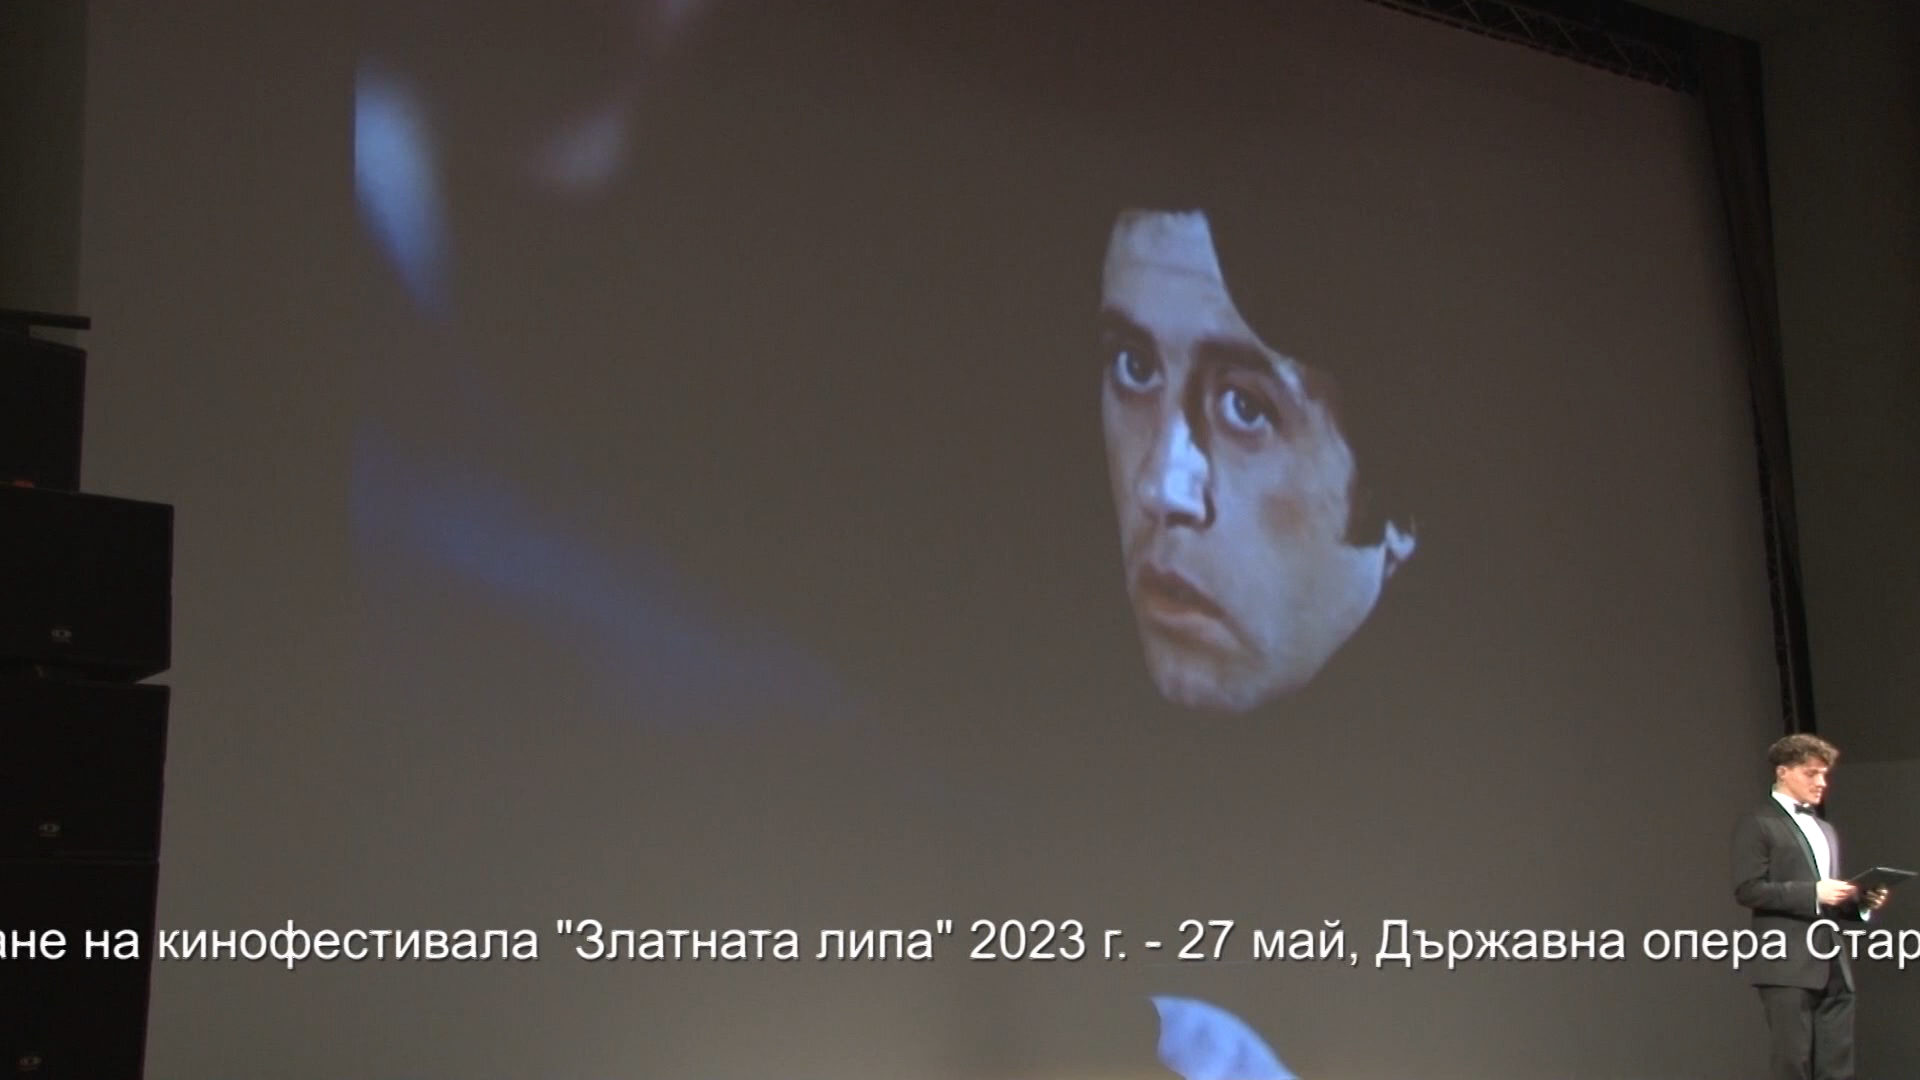 ане на кинофестивала "Златната липа" 2023 г. - 27 май, Държавна опера Стар